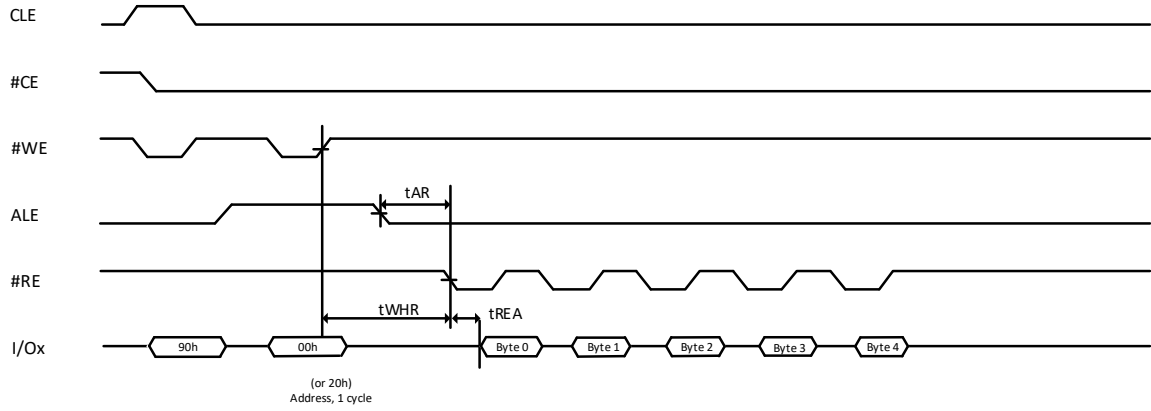 CLE
#CE
#WE
ALE
tAR
#RE
tWHR
tREA
I/Ox
90h
00h
Byte 0
Byte 1
Byte 2
Byte 3
Byte 4
(or 20h)
Address, 1 cycle